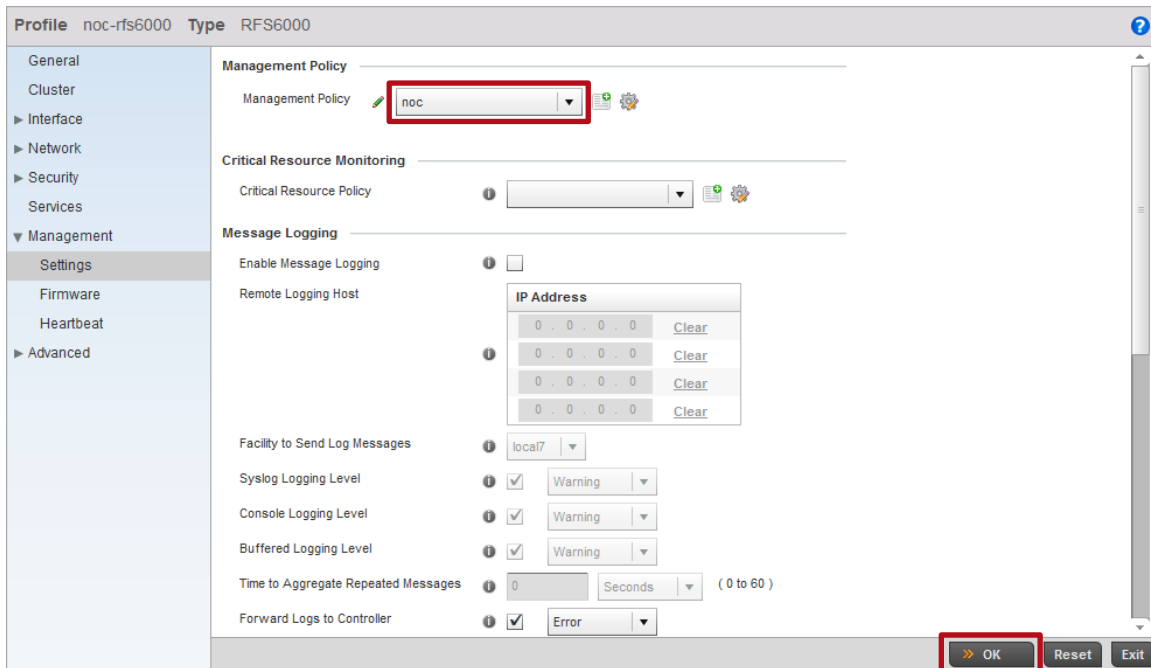 Profile noc-rfs6000 Type RFS6000
General
Cluster
Interface
Network
Security
Services
Management
Settings
Firmware
Heartbeat
Advanced
Management Policy
Management Policy noc
Critical Resource Monitoring
Critical Resource Policy
Message Logging
Enable Message Logging
Remote Logging Host
IP Address
0 . 0 . 0 . 0 Clear
0 . 0 . 0 . 0 Clear
0 . 0 . 0 . 0 Clear
0 . 0 . 0 . 0 Clear
Facility to Send Log Messages local7
Syslog Logging Level Warning
Console Logging Level Warning
Buffered Logging Level Warning
Time to Aggregate Repeated Messages 0 Seconds ( 0 to 60 )
Forward Logs to Controller Error
» OK Reset Exit